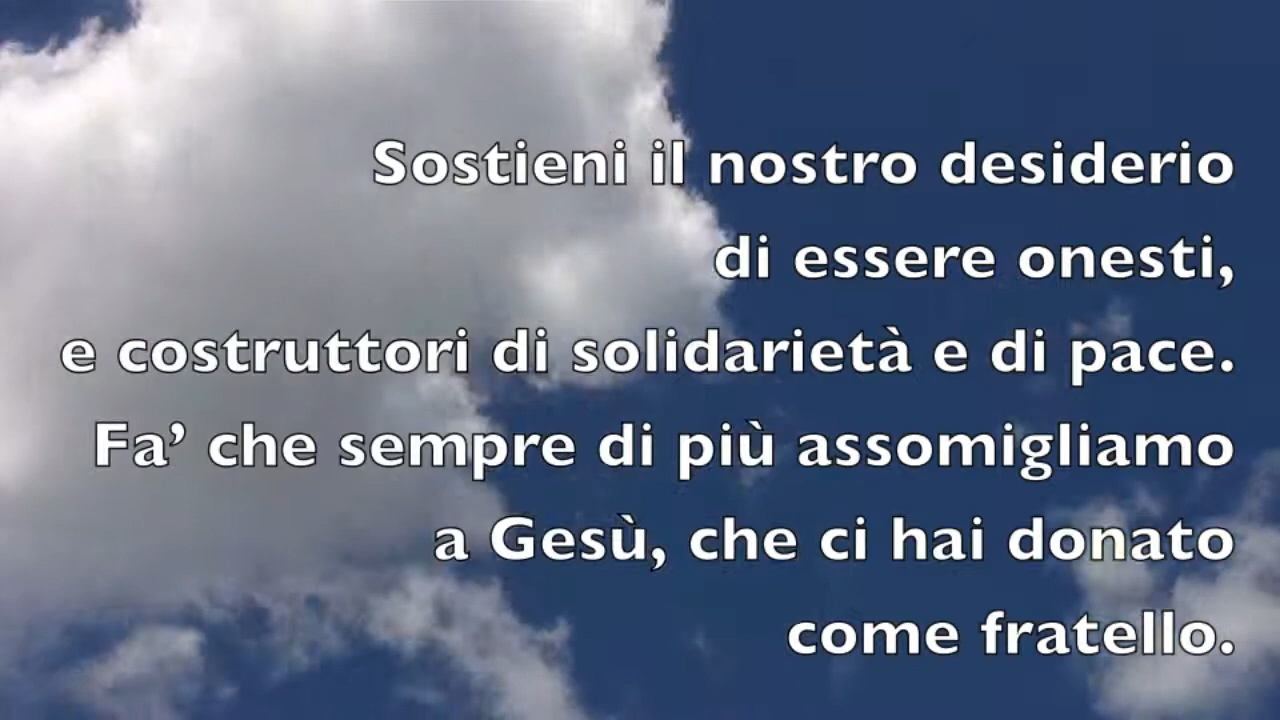 Sostieni il nostro desiderio
di essere onesti,
e costruttori di solidarietà e di pace.
Fa’ che sempre di più assomigliamo
a Gesù, che ci hai donato
come fratello.